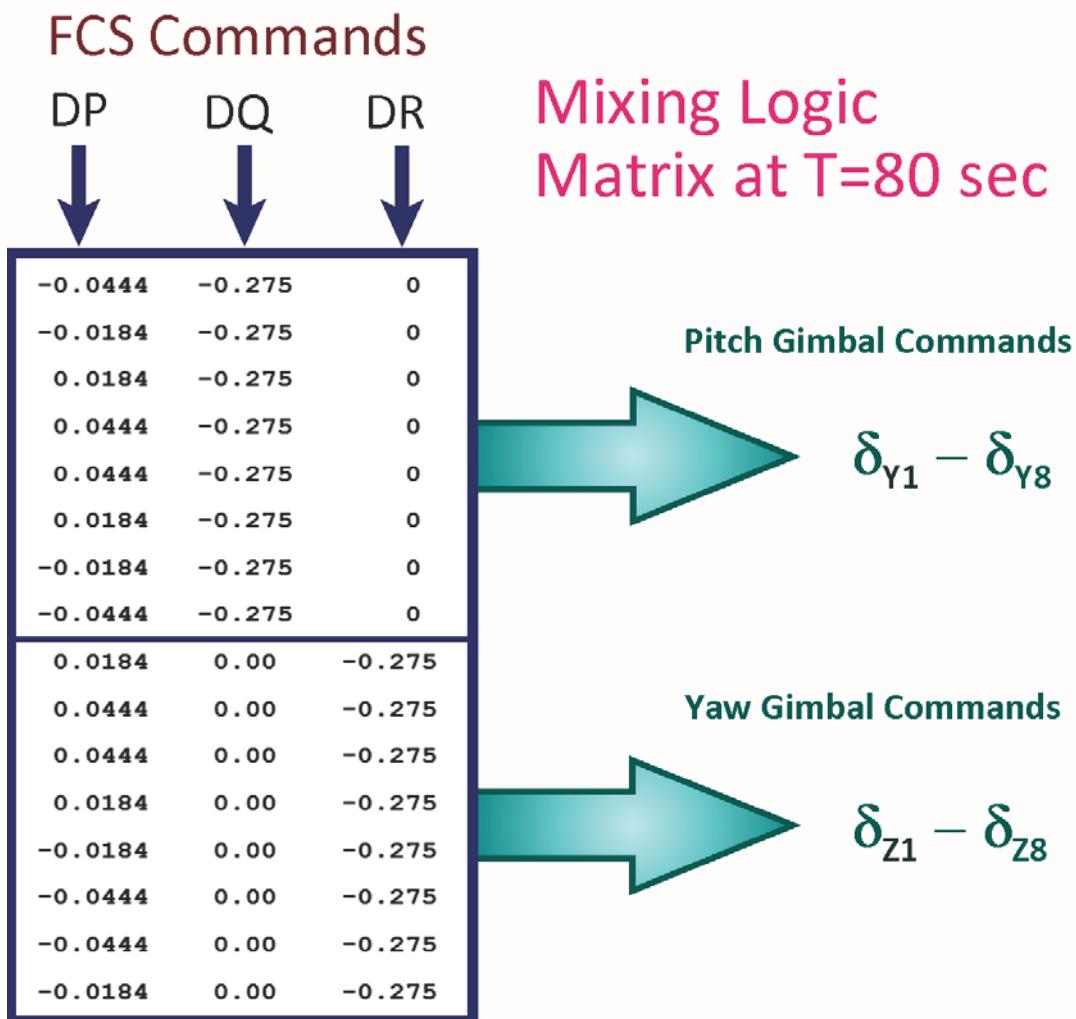 FCS Commands
DP DQ DR
Mixing Logic
Matrix at T=80 sec
-0.0444 -0.275 0
-0.0184 -0.275 0
0.0184 -0.275 0
0.0444 -0.275 0
0.0444 -0.275 0
0.0184 -0.275 0
-0.0184 -0.275 0
-0.0444 -0.275 0
Pitch Gimbal Commands
δY1 – δY8
0.0184 0.00 -0.275
0.0444 0.00 -0.275
0.0444 0.00 -0.275
0.0184 0.00 -0.275
-0.0184 0.00 -0.275
-0.0444 0.00 -0.275
-0.0444 0.00 -0.275
-0.0184 0.00 -0.275
Yaw Gimbal Commands
δZ1 – δZ8